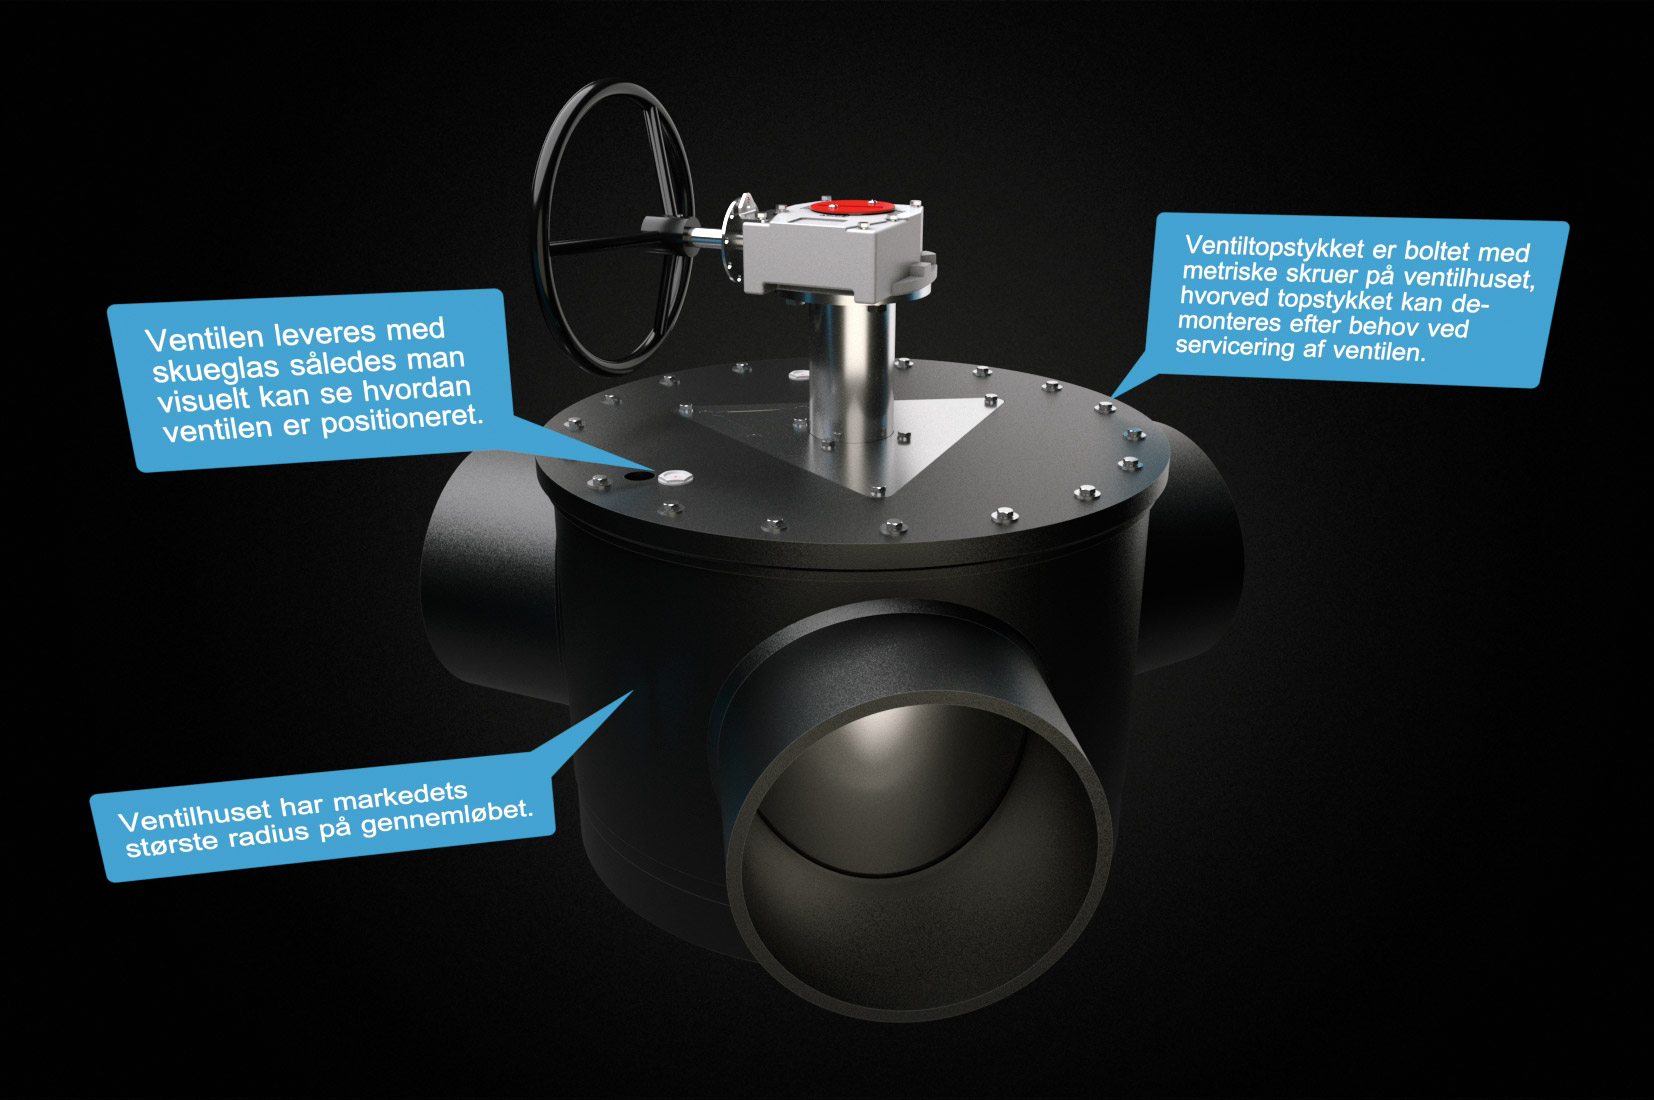 Ventilen leveres med
skueglas således man
visuelt kan se hvordan
ventilen er positioneret.
Ventiltopstykket er boltet med
metriske skruer på ventilhuset,
hvorved topstykket kan de-
monteres efter behov ved
servicering af ventilen.
Ventilhuset har markedets
største radius på gennemløbet.